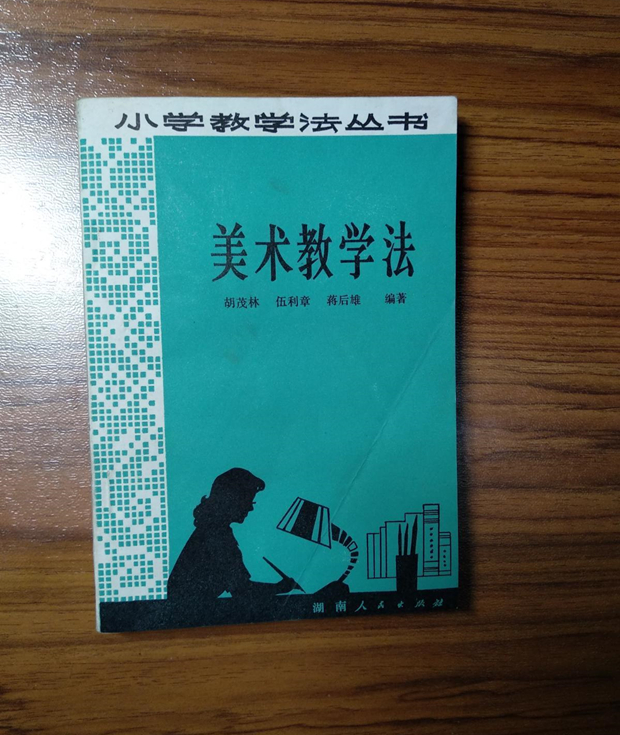 小学教学法丛书
美术教学法
胡茂林 伍利章 蒋后雄 编著
湖南人民出版社